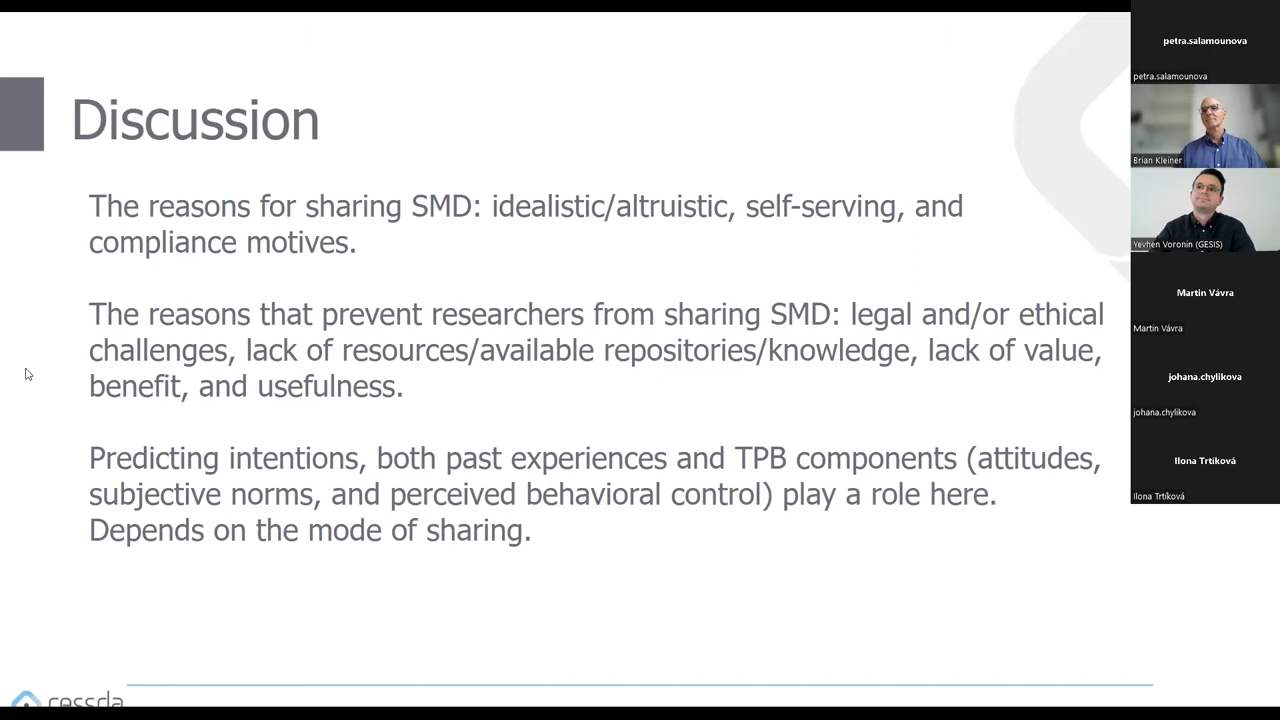 Discussion
The reasons for sharing SMD: idealistic/altruistic, self-serving, and
compliance motives.
The reasons that prevent researchers from sharing SMD: legal and/or ethical
challenges, lack of resources/available repositories/knowledge, lack of value,
benefit, and usefulness.
Predicting intentions, both past experiences and TPB components (attitudes,
subjective norms, and perceived behavioral control) play a role here.
Depends on the mode of sharing.
cessda
petra.salamounova
petra.salamounova
Brian Kleiner
Yevhen Voronin (GESIS)
Martin Vávra
Martin Vávra
johana.chylikova
johana.chylikova
Ilona Trtíková
Ilona Trtíková